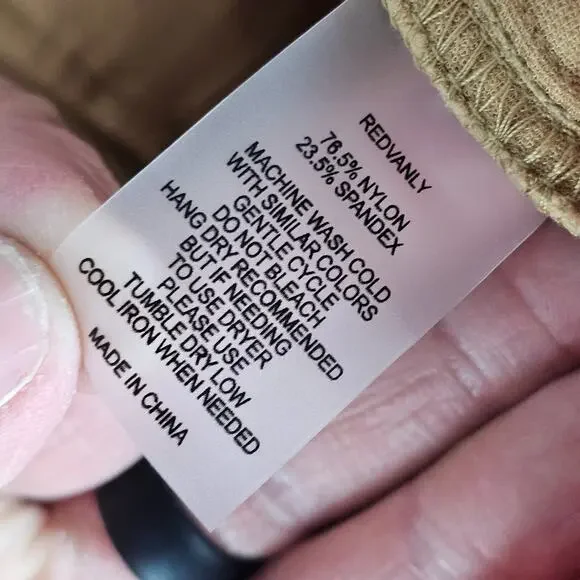 REDVANLY
76.5% NYLON
23.5% SPANDEX
MACHINE WASH COLD
WITH SIMILAR COLORS
GENTLE CYCLE
DO NOT BLEACH
HANG DRY RECOMMENDED
BUT IF NEEDING
TO USE DRYER
PLEASE USE
TUMBLE DRY LOW
COOL IRON WHEN NEEDED
MADE IN CHINA